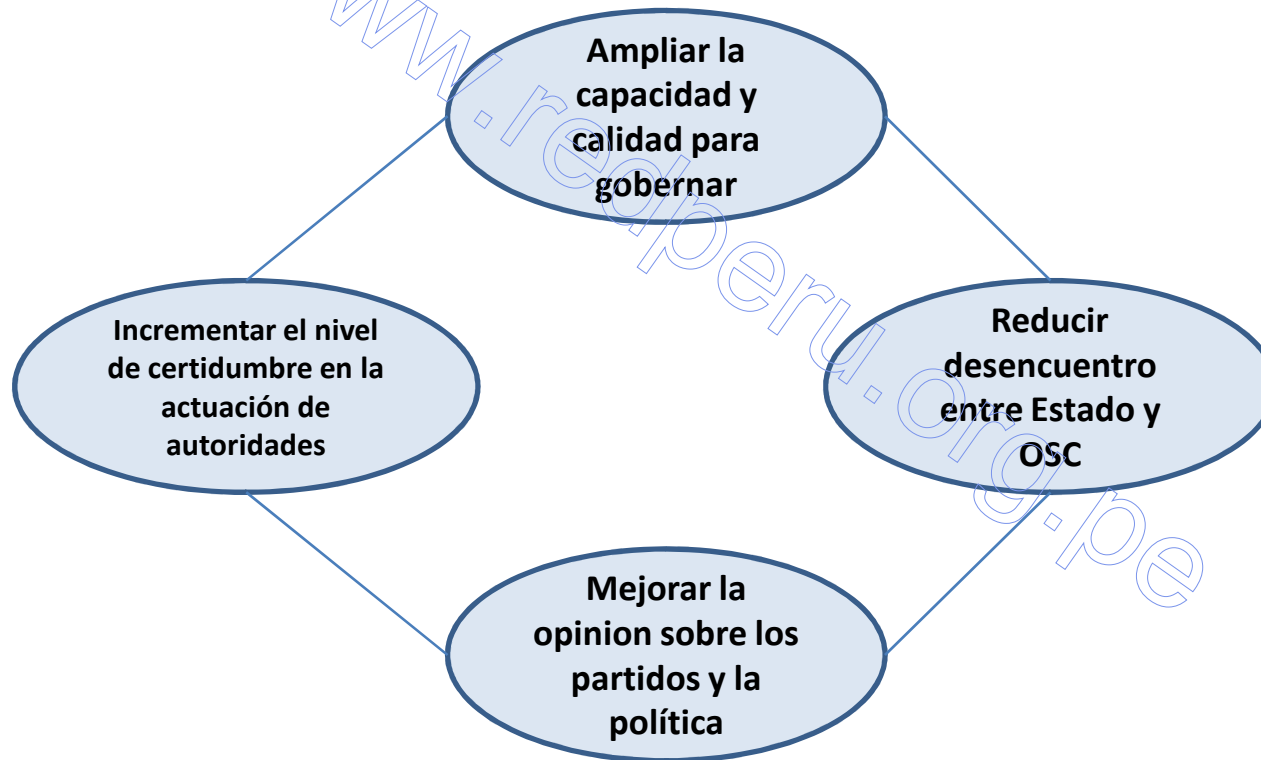 Ampliar la
capacidad y
calidad para
gobernar
Incrementar el nivel
de certidumbre en la
actuación de
autoridades
Reducir
desencuentro
entre Estado y
OSC
Mejorar la
opinion sobre los
partidos y la
política
www.redperu.org.pe